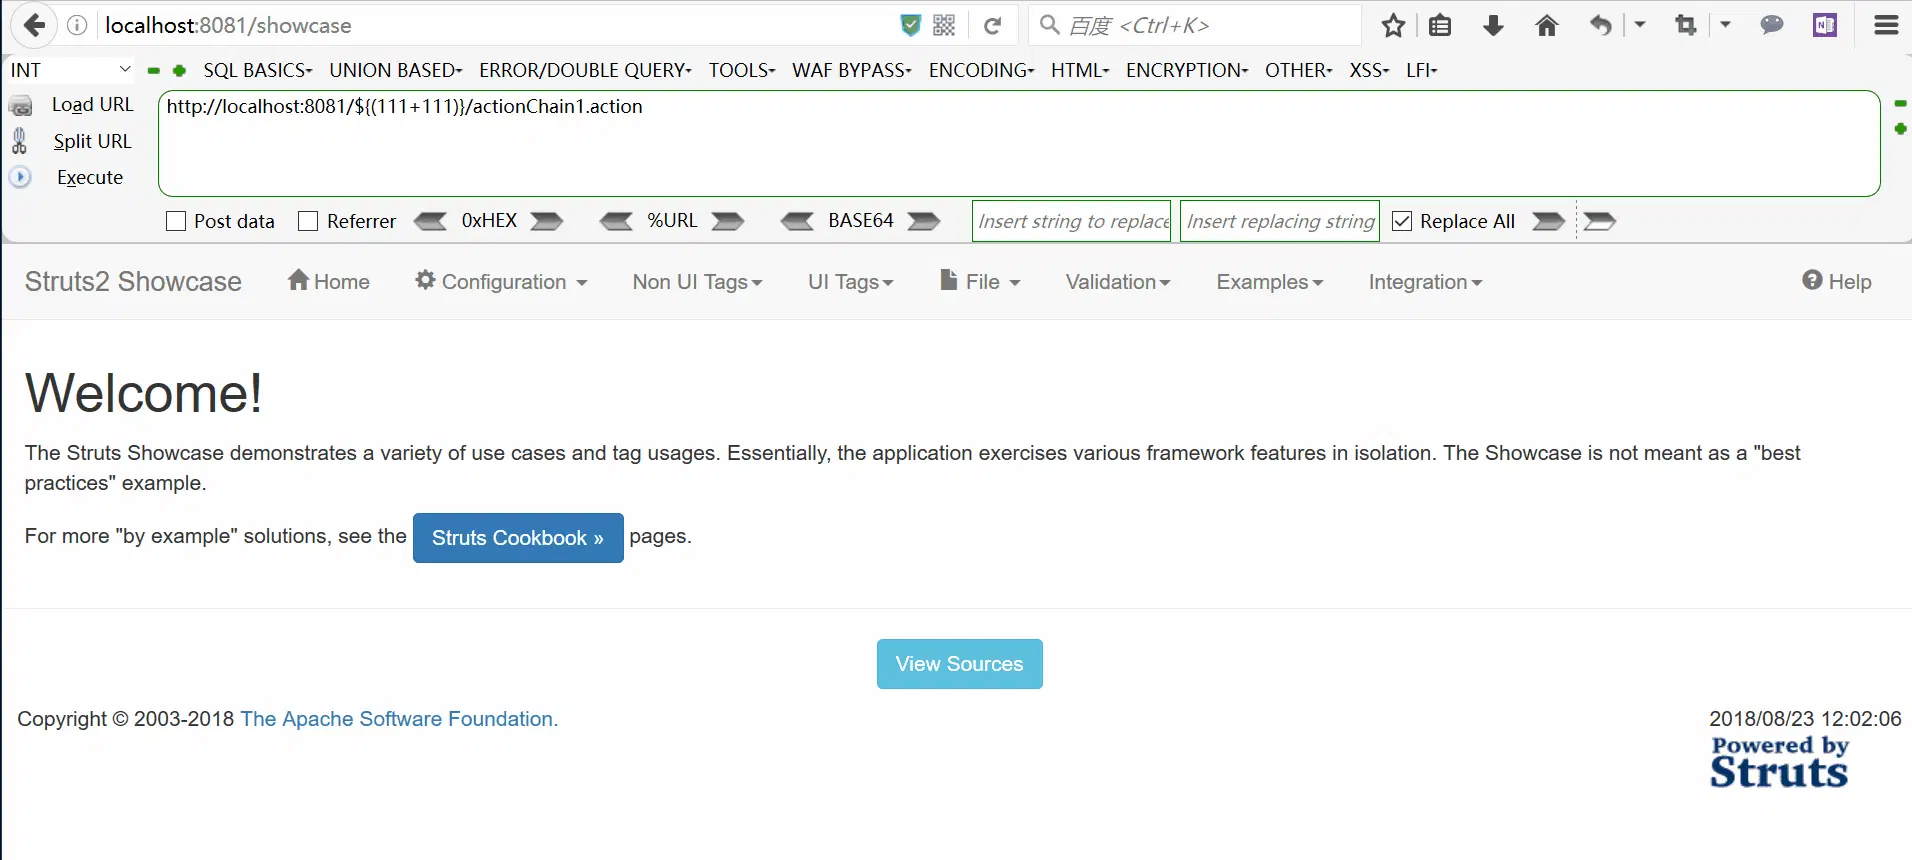 localhost:8081/showcase 百度 <Ctrl+K>
INT SQL BASICS UNION BASED ERROR/DOUBLE QUERY TOOLS WAF BYPASS ENCODING HTML ENCRYPTION OTHER XSS LFI
Load URL http://localhost:8081/${(111+111)}/actionChain1.action
Split URL
Execute
Post data Referrer 0xHEX %URL BASE64 Insert string to replace Insert replacing string Replace All
Struts2 Showcase Home Configuration Non UI Tags UI Tags File Validation Examples Integration Help
Welcome!
The Struts Showcase demonstrates a variety of use cases and tag usages. Essentially, the application exercises various framework features in isolation. The Showcase is not meant as a "best
practices" example.
For more "by example" solutions, see the Struts Cookbook » pages.
View Sources
Copyright © 2003-2018 The Apache Software Foundation. 2018/08/23 12:02:06
Powered by
Struts